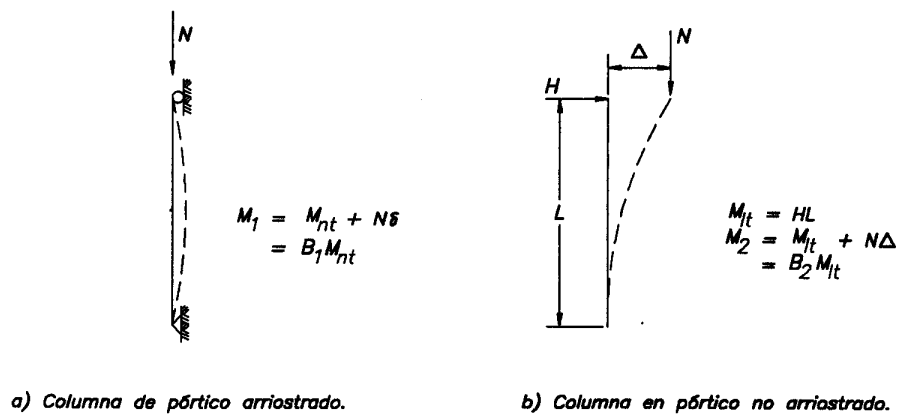 N
M₁ = Mnt + Nδ
= B₁Mnt
a) Columna de pórtico arriostrado.
Δ
N
H
L
Mlt = HL
M₂ = Mlt + NΔ
= B₂Mlt
b) Columna en pórtico no arriostrado.